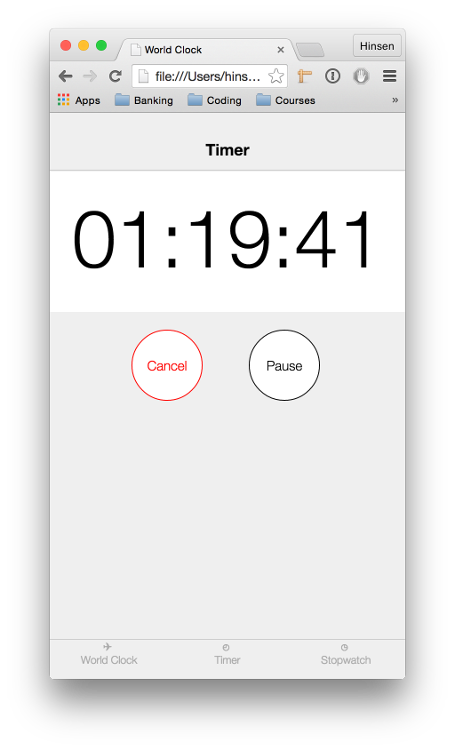 World Clock
Hinsen
file:///Users/hins...
Apps Banking Coding Courses »
Timer
01:19:41
Cancel Pause
World Clock Timer Stopwatch